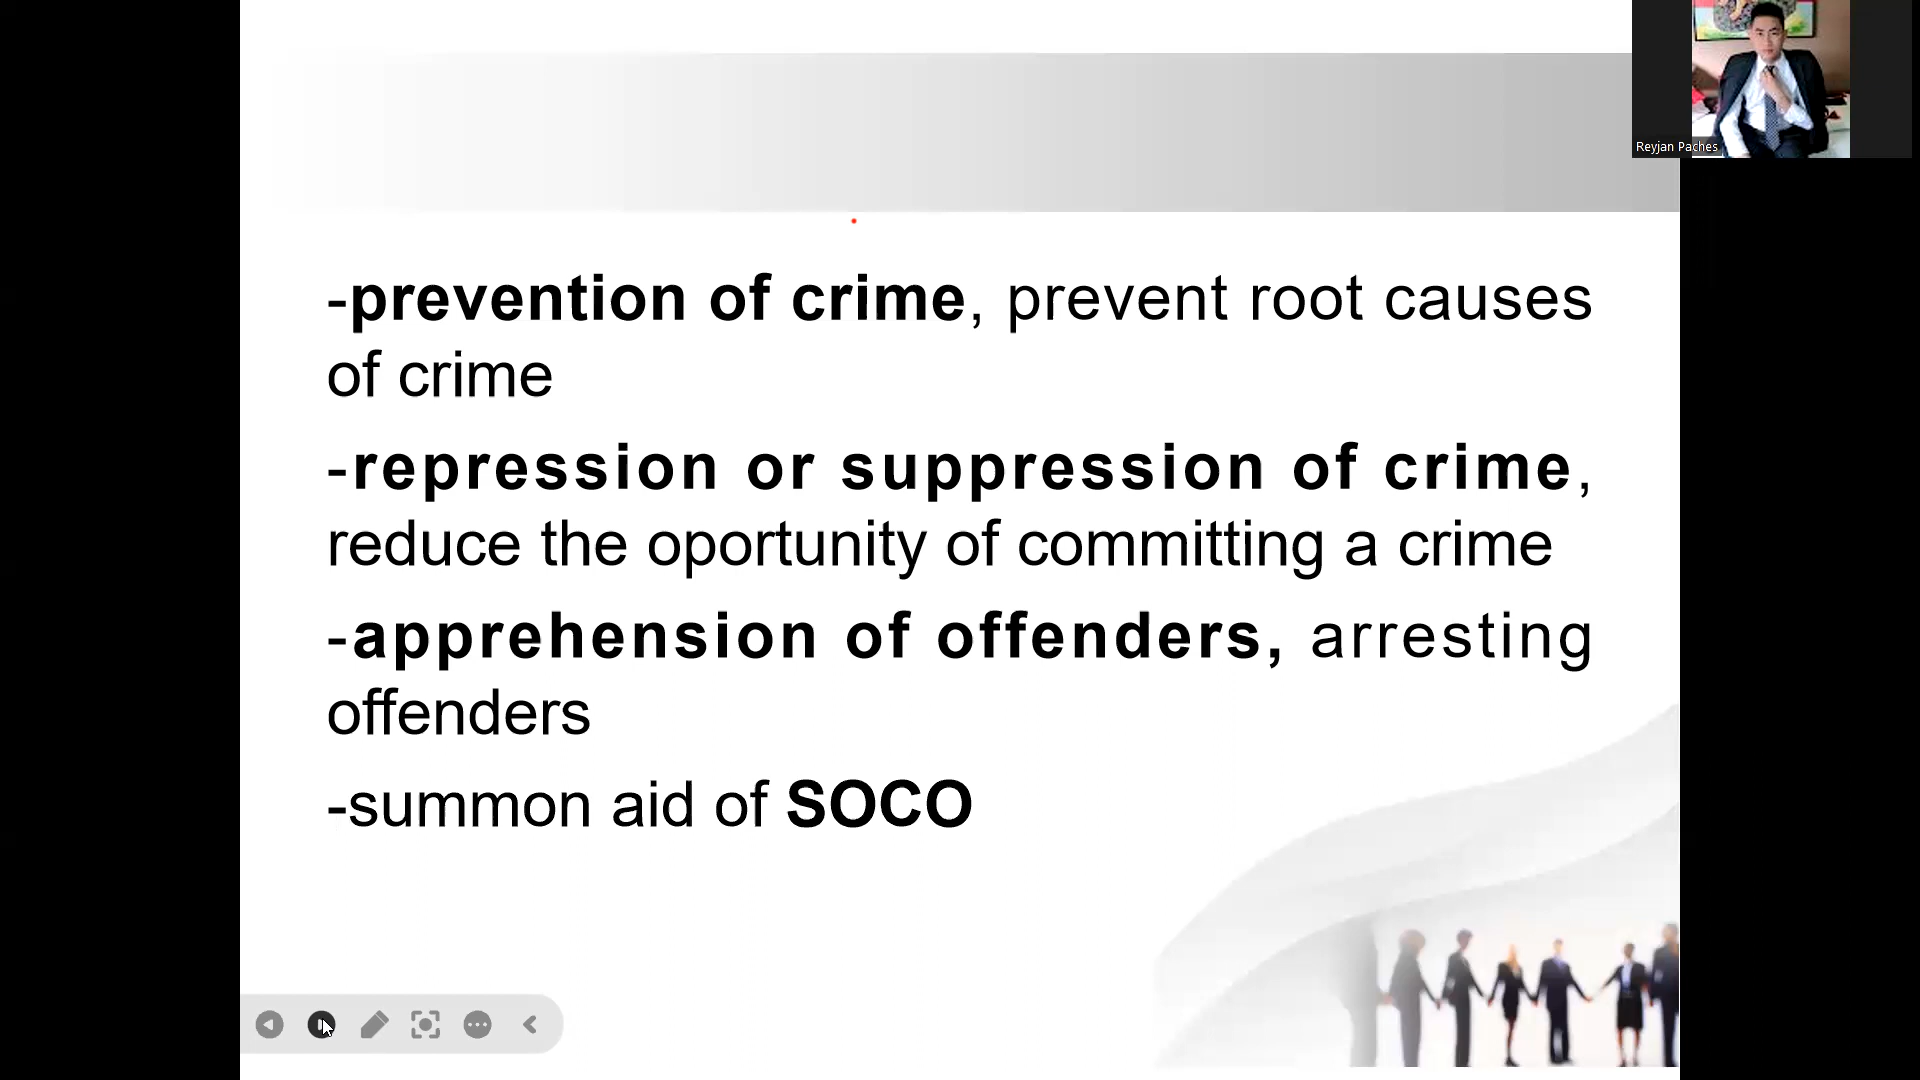 Reyjan Paches
-prevention of crime, prevent root causes
of crime
-repression or suppression of crime,
reduce the oportunity of committing a crime
-apprehension of offenders, arresting
offenders
-summon aid of SOCO